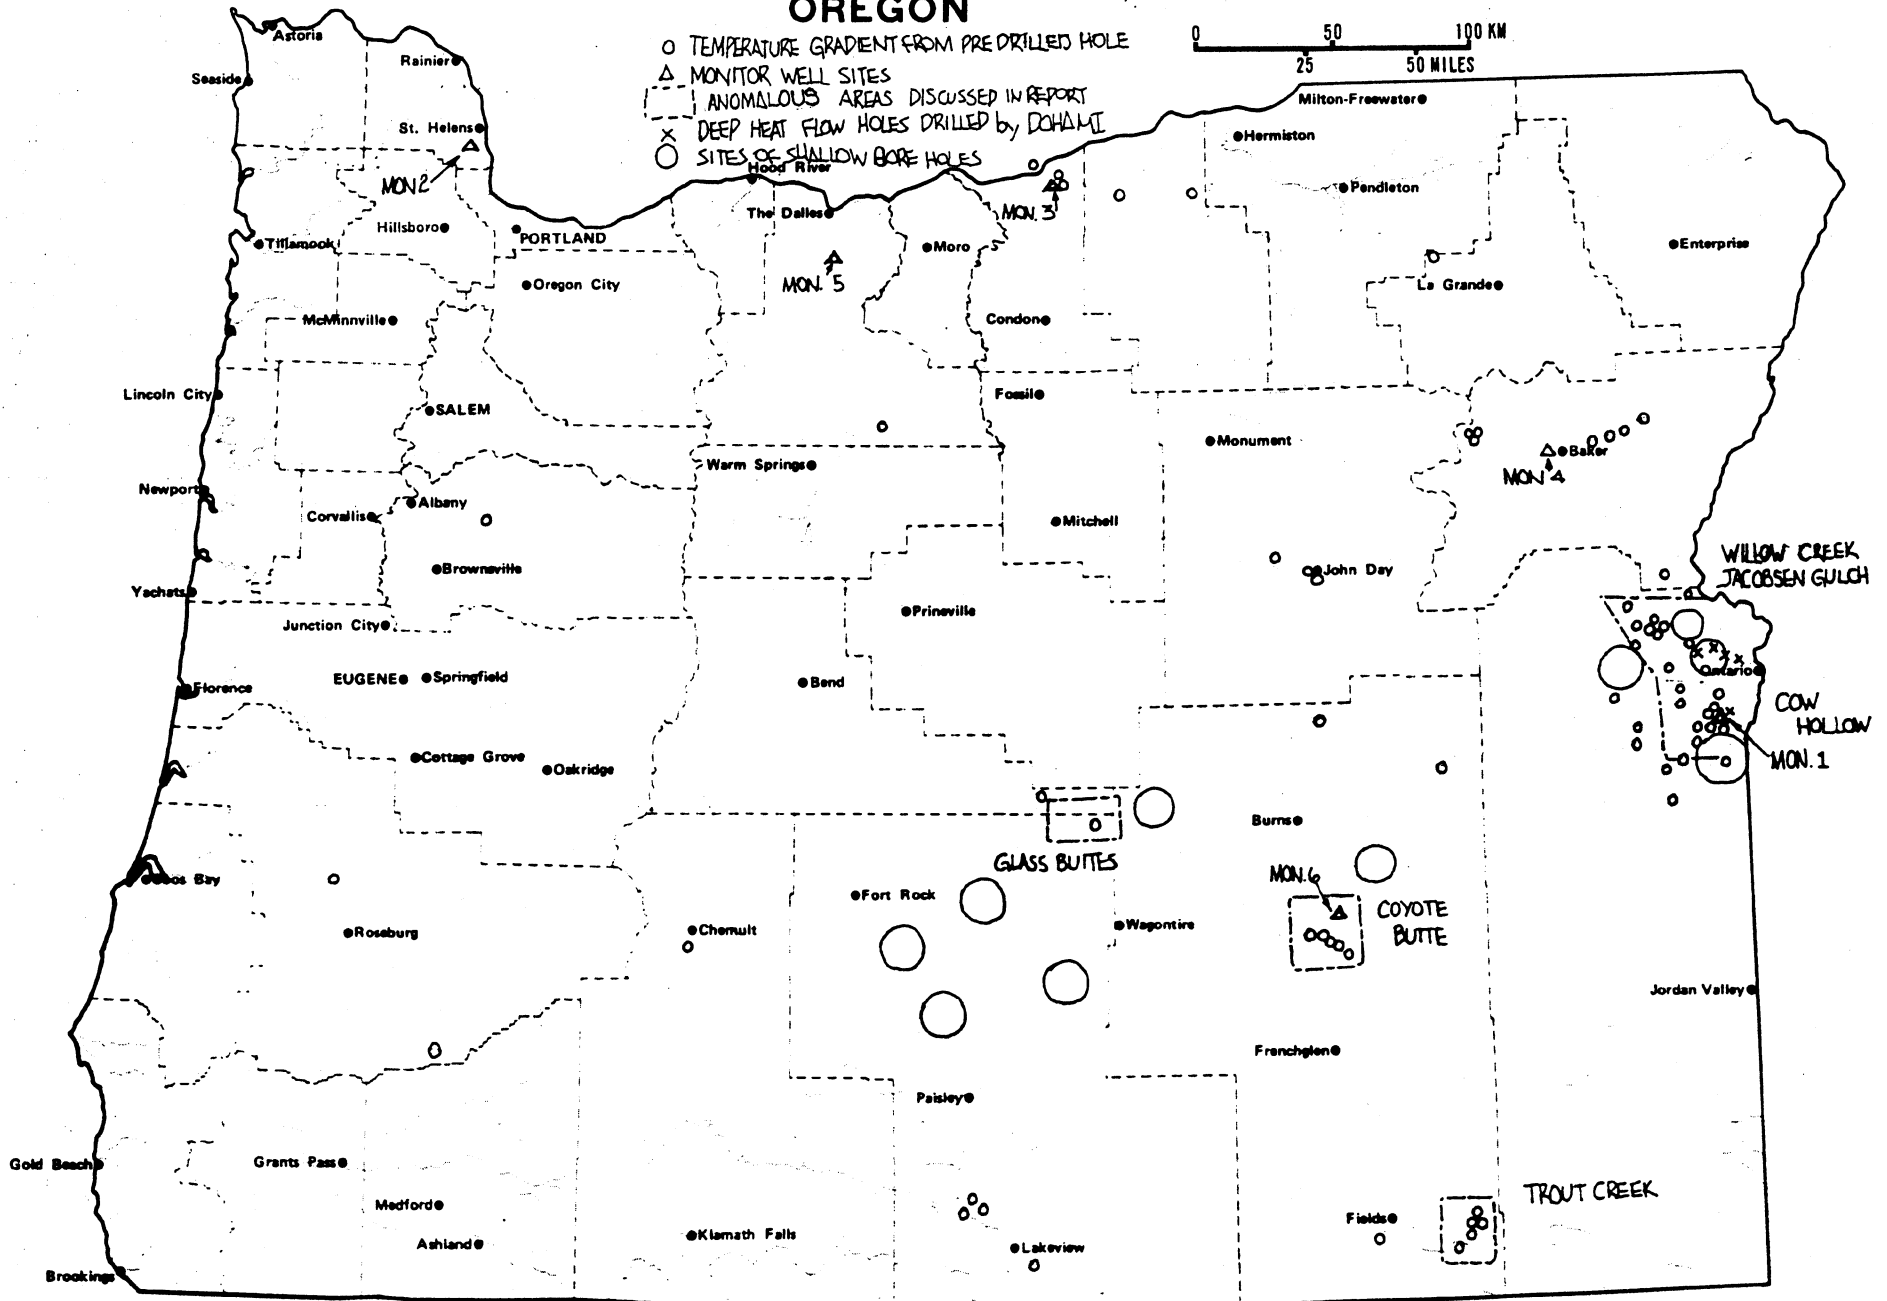 OREGON
O TEMPERATURE GRADIENT FROM PREDRILLED HOLE
△ MONITOR WELL SITES
ANOMALOUS AREAS DISCUSSED IN REPORT
× DEEP HEAT FLOW HOLES DRILLED by DOHAMI
◯ SITES OF SHALLOW BORE HOLES
0 50 100 KM
25 50 MILES
Astoria
Rainier
Seaside
Milton-Freewater
St. Helens
Hermiston
MON 2
Hood River
Pendleton
The Dalles
MON. 3
Hillsboro
PORTLAND
Tillamook
Moro
Enterprise
MON. 5
Oregon City
La Grande
McMinnville
Condon
Lincoln City
SALEM
Fossil
Monument
Baker
Warm Springs
MON 4
Newport
Albany
Corvallis
Mitchell
WILLOW CREEK
JACOBSEN GULCH
Brownsville
John Day
Yachats
Prineville
Junction City
EUGENE
Springfield
Bend
Ontario
Florence
COW
HOLLOW
Cottage Grove
Oakridge
MON. 1
Burns
GLASS BUTTES
MON. 6
Coos Bay
Fort Rock
COYOTE
BUTTE
Roseburg
Chemult
Wagontire
Jordan Valley
Frenchglen
Paisley
Gold Beach
Grants Pass
TROUT CREEK
Medford
Fields
Klamath Falls
Ashland
Lakeview
Brookings